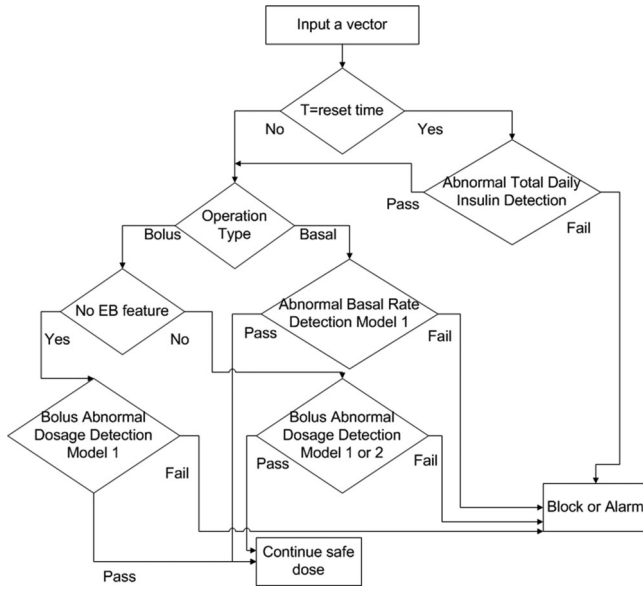 Input a vector
T=reset time
No
Yes
Abnormal Total Daily
Insulin Detection
Pass
Fail
Operation
Type
Bolus
Basal
No EB feature
Yes
No
Abnormal Basal Rate
Detection Model 1
Pass
Fail
Bolus Abnormal
Dosage Detection
Model 1
Fail
Pass
Bolus Abnormal
Dosage Detection
Model 1 or 2
Pass
Fail
Block or Alarm
Continue safe
dose